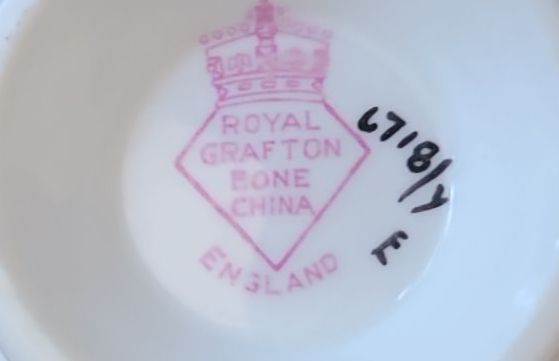 ROYAL
GRAFTON
BONE
CHINA
ENGLAND
6718/Y
E